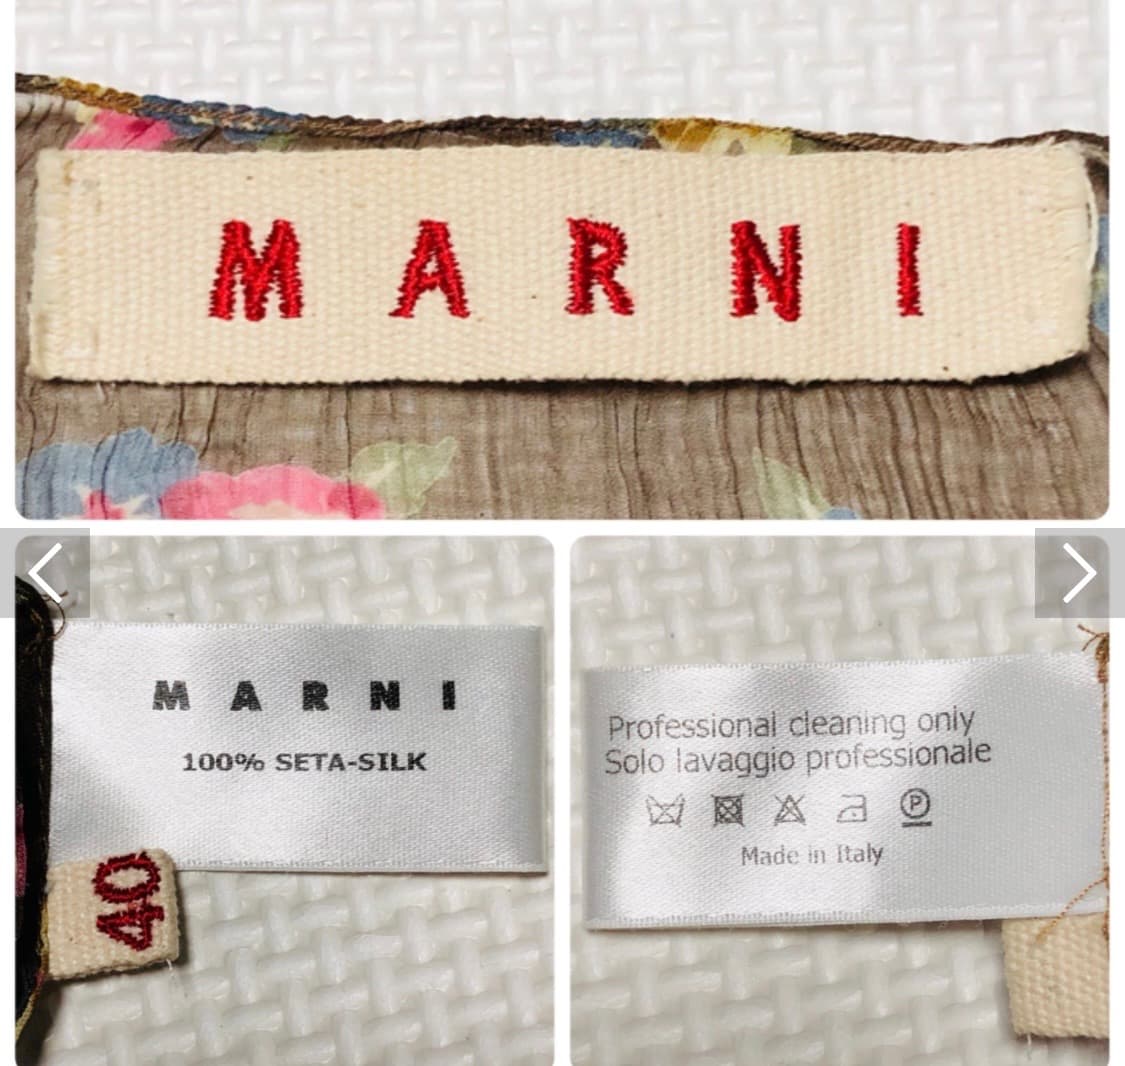 MARNI
MARNI
100% SETA-SILK
40
Professional cleaning only
Solo lavaggio professionale
P
Made in Italy